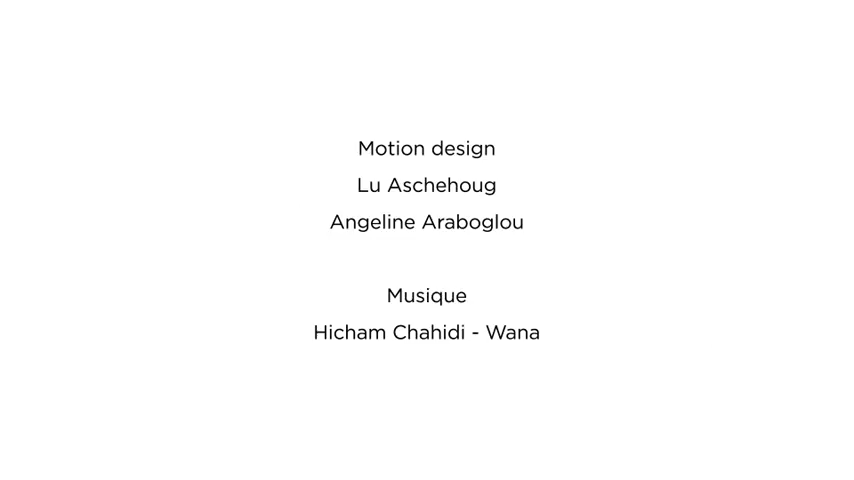 Motion design
Lu Aschehoug
Angeline Araboglou
Musique
Hicham Chahidi - Wana